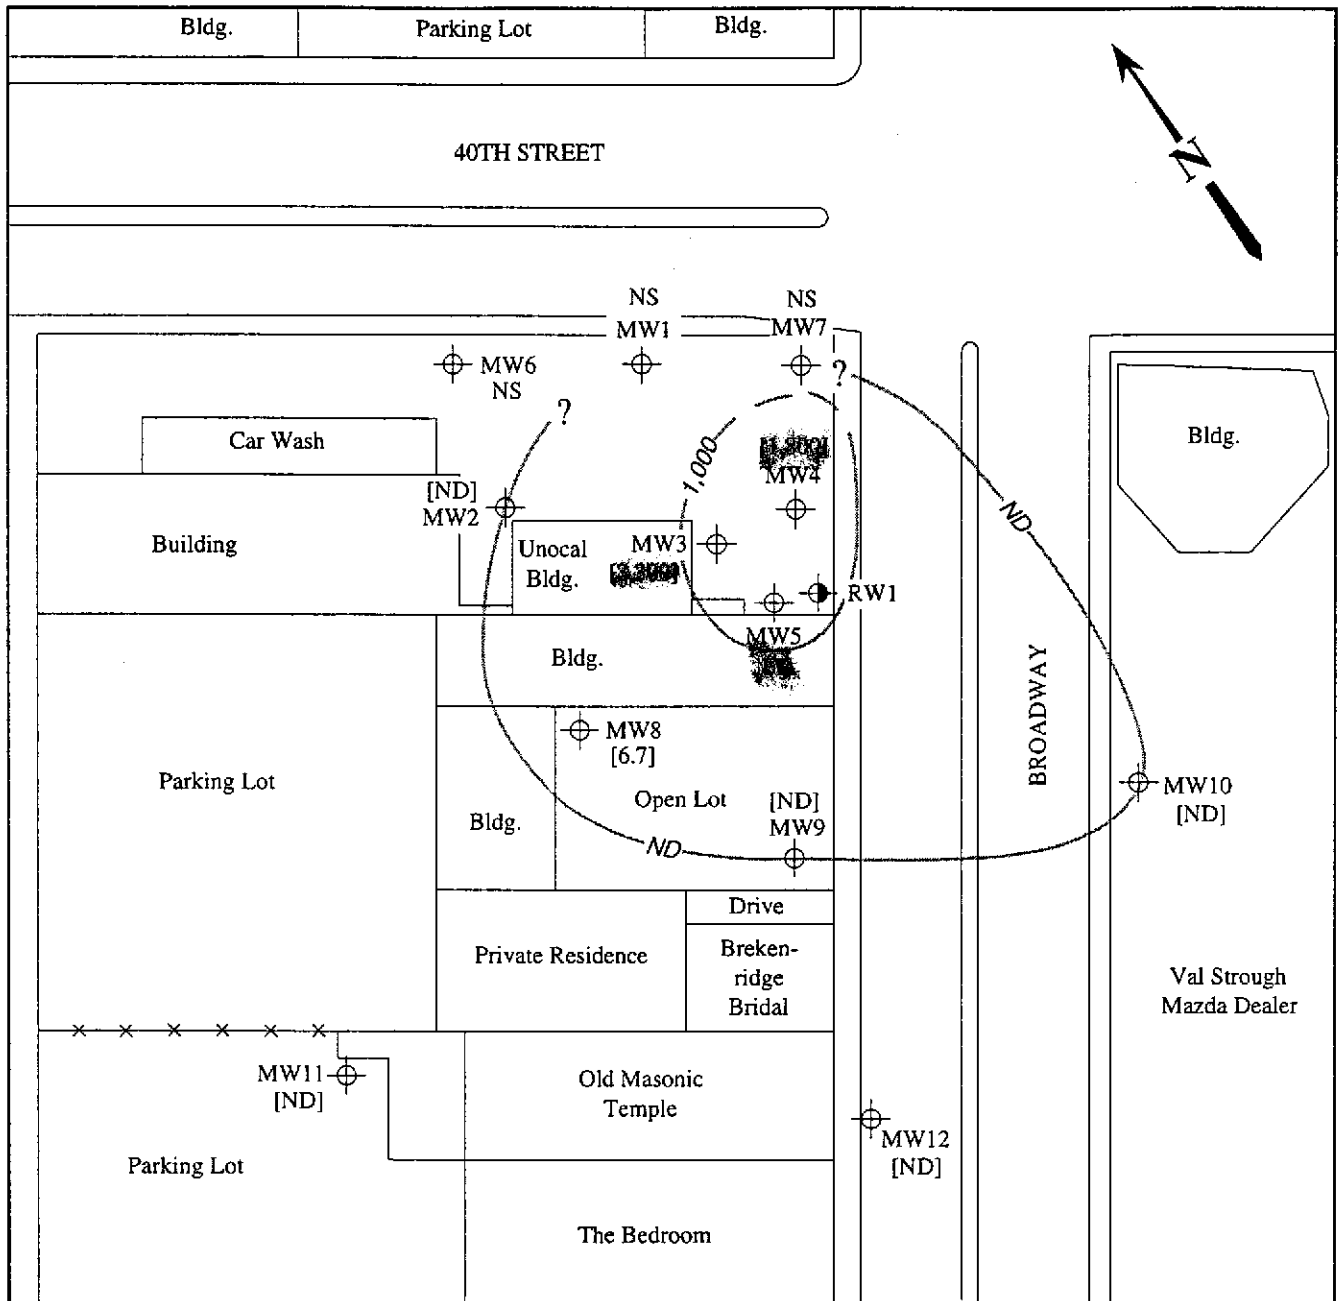 Bldg.
Parking Lot
Bldg.
40TH STREET
N
NS
MW1
NS
MW7
MW6
NS
?
?
Car Wash
Bldg.
1,000
MW4
[ND]
MW2
ND
Building
Unocal
Bldg.
MW3
RW1
MW5
Bldg.
BROADWAY
MW8
[6.7]
Parking Lot
Open Lot
[ND]
MW9
MW10
[ND]
Bldg.
ND
Drive
Private Residence
Breken-
ridge
Bridal
Val Strough
Mazda Dealer
MW11
[ND]
Old Masonic
Temple
MW12
[ND]
Parking Lot
The Bedroom